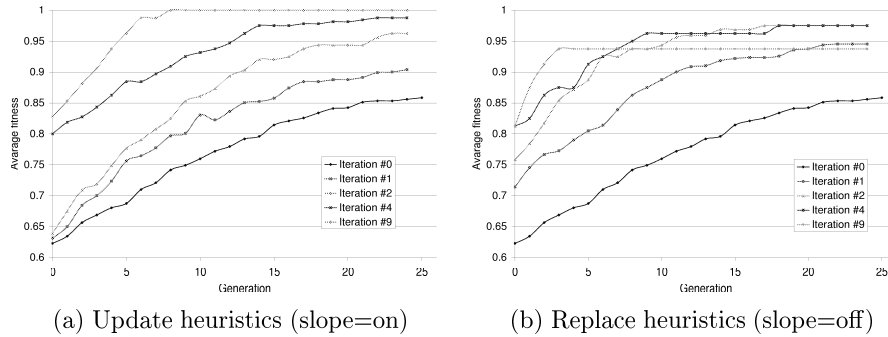 1
0.95
0.9
0.85
0.8
0.75
0.7
0.65
0.6
Avarage fitness
0 5 10 15 20 25
Generation
Iteration #0
Iteration #1
Iteration #2
Iteration #4
Iteration #9
(a) Update heuristics (slope=on)
1
0.95
0.9
0.85
0.8
0.75
0.7
0.65
0.6
Avarage fitness
0 5 10 15 20 25
Generation
Iteration #0
Iteration #1
Iteration #2
Iteration #4
Iteration #9
(b) Replace heuristics (slope=off)